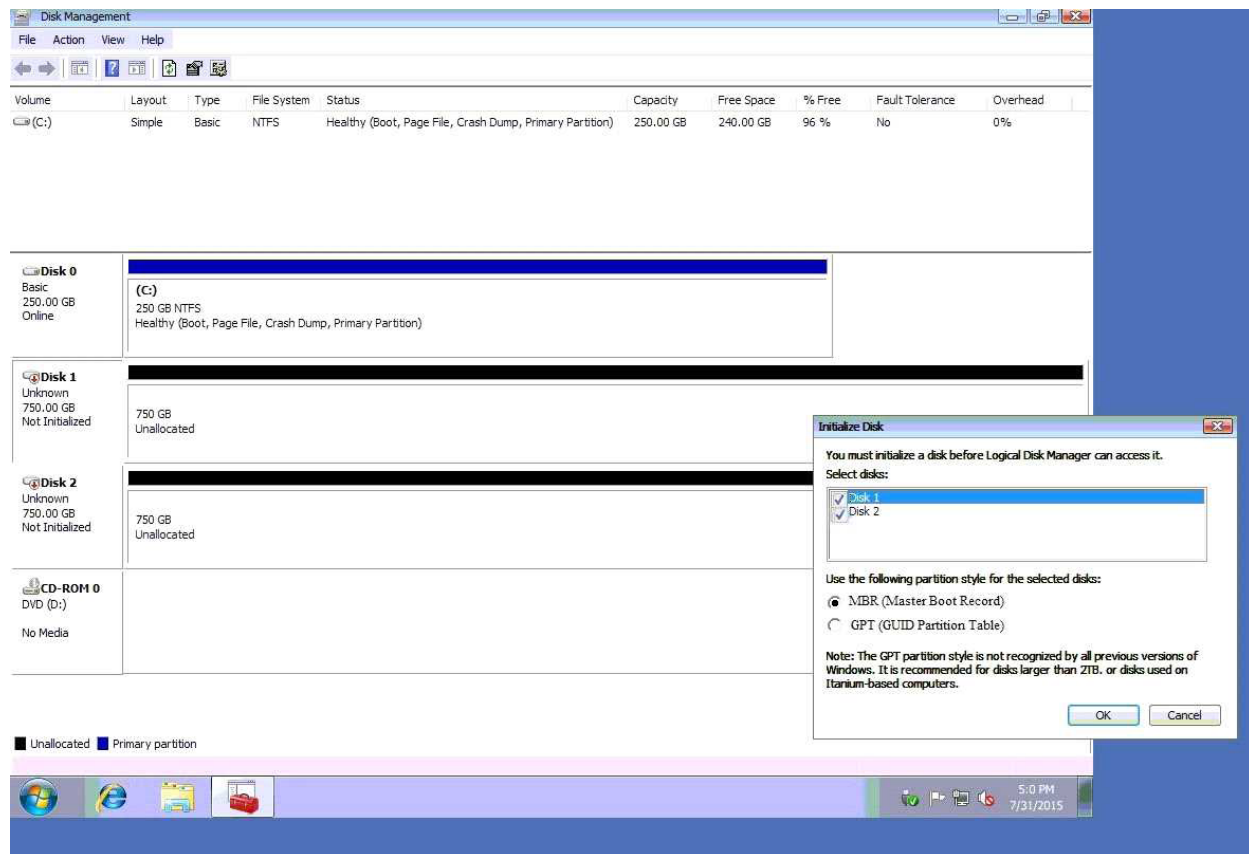 Disk Management
File Action View Help
Volume Layout Type File System Status Capacity Free Space % Free Fault Tolerance Overhead
(C:) Simple Basic NTFS Healthy (Boot, Page File, Crash Dump, Primary Partition) 250.00 GB 240.00 GB 96 % No 0%
Disk 0
Basic
250.00 GB
Online
(C:)
250 GB NTFS
Healthy (Boot, Page File, Crash Dump, Primary Partition)
Disk 1
Unknown
750.00 GB
Not Initialized
750 GB
Unallocated
Disk 2
Unknown
750.00 GB
Not Initialized
750 GB
Unallocated
CD-ROM 0
DVD (D:)
No Media
Initialize Disk
You must initialize a disk before Logical Disk Manager can access it.
Select disks:
Disk 1
Disk 2
Use the following partition style for the selected disks:
MBR (Master Boot Record)
GPT (GUID Partition Table)
Note: The GPT partition style is not recognized by all previous versions of
Windows. It is recommended for disks larger than 2TB. or disks used on
Itanium-based computers.
OK Cancel
Unallocated Primary partition
5:0 PM
7/31/2015